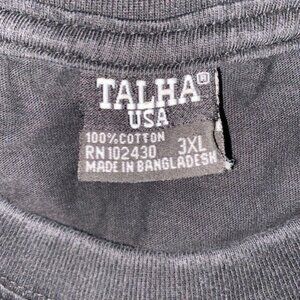 TALHA®
USA
100% COTTON
RN 102430 3XL
MADE IN BANGLADESH